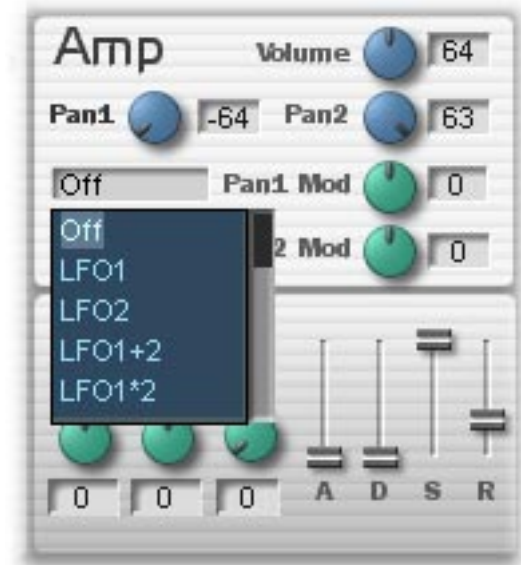 Amp Volume 64
Pan1 -64 Pan2 63
Off Pan1 Mod 0
Off
2 Mod 0
LFO1
LFO2
LFO1+2
LFO1*2
0 0 0 A D S R